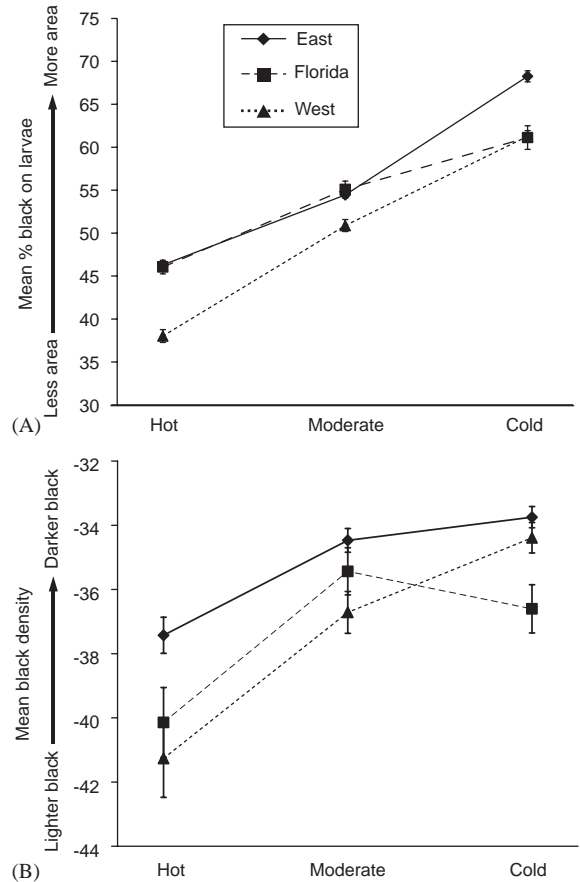 75
70
65
60
55
50
45
40
35
30
More area
Mean % black on larvae
Less area
East
Florida
West
(A)
Hot Moderate Cold
-32
-34
-36
-38
-40
-42
-44
Darker black
Mean black density
Lighter black
(B)
Hot Moderate Cold